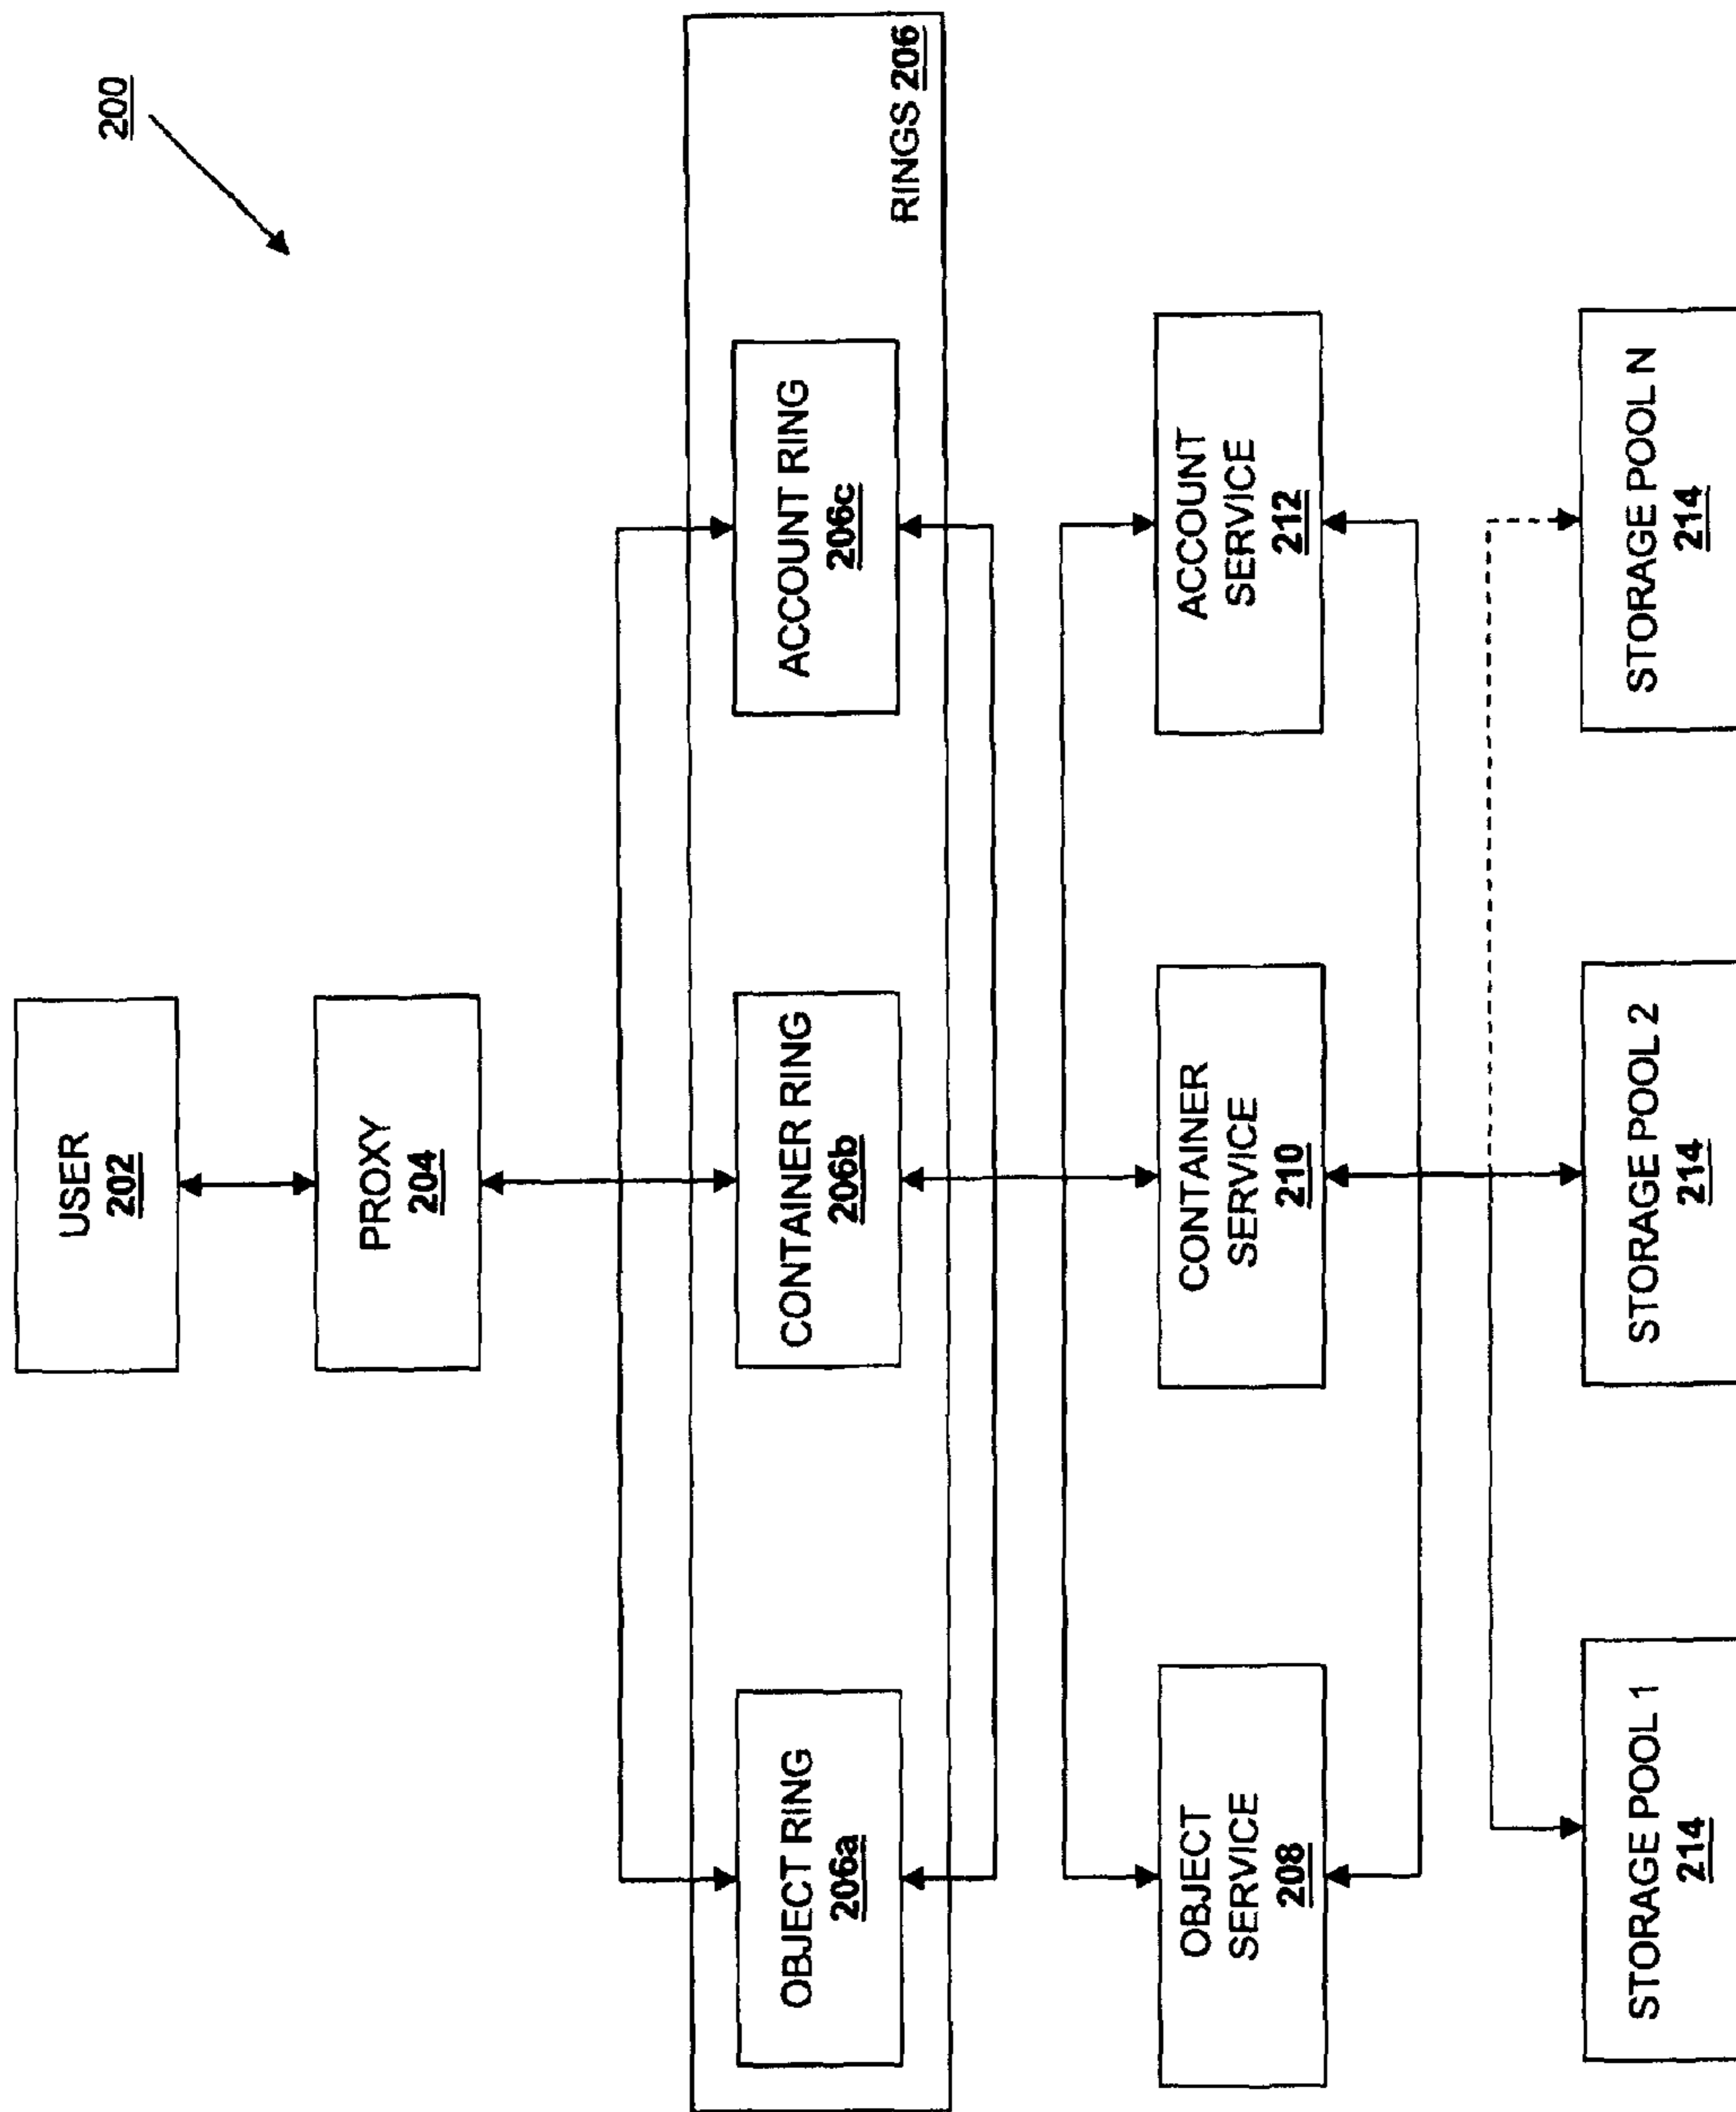 200
USER
202
PROXY
204
RINGS 206
OBJECT RING
206a
CONTAINER RING
206b
ACCOUNT RING
206c
OBJECT
SERVICE
208
CONTAINER
SERVICE
210
ACCOUNT
SERVICE
212
STORAGE POOL 1
214
STORAGE POOL 2
214
STORAGE POOL N
214